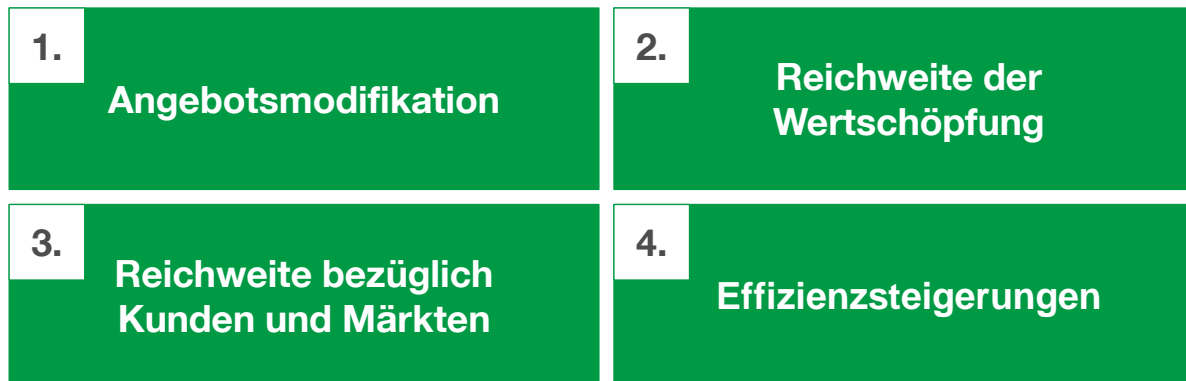 1.
Angebotsmodifikation
2.
Reichweite der
Wertschöpfung
3.
Reichweite bezüglich
Kunden und Märkten
4.
Effizienzsteigerungen